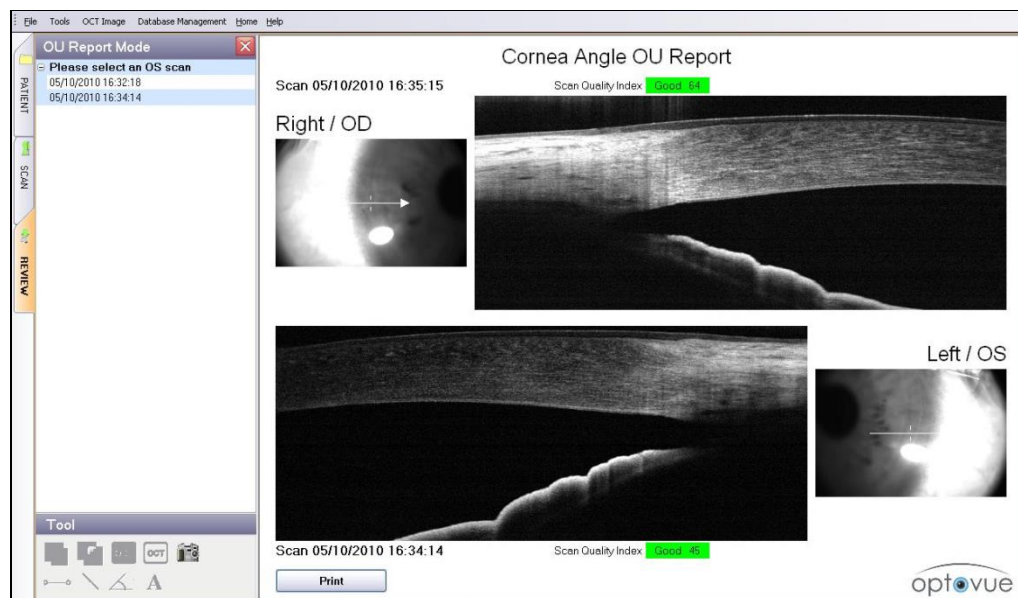 File Tools OCT Image Database Management Home Help
OU Report Mode
Please select an OS scan
05/10/2010 16:32:18
05/10/2010 16:34:14
PATIENT
SCAN
REVIEW
Cornea Angle OU Report
Scan 05/10/2010 16:35:15
Scan Quality Index Good 64
Right / OD
Left / OS
Scan 05/10/2010 16:34:14
Scan Quality Index Good 45
Tool
OCT
A
Print
optovue